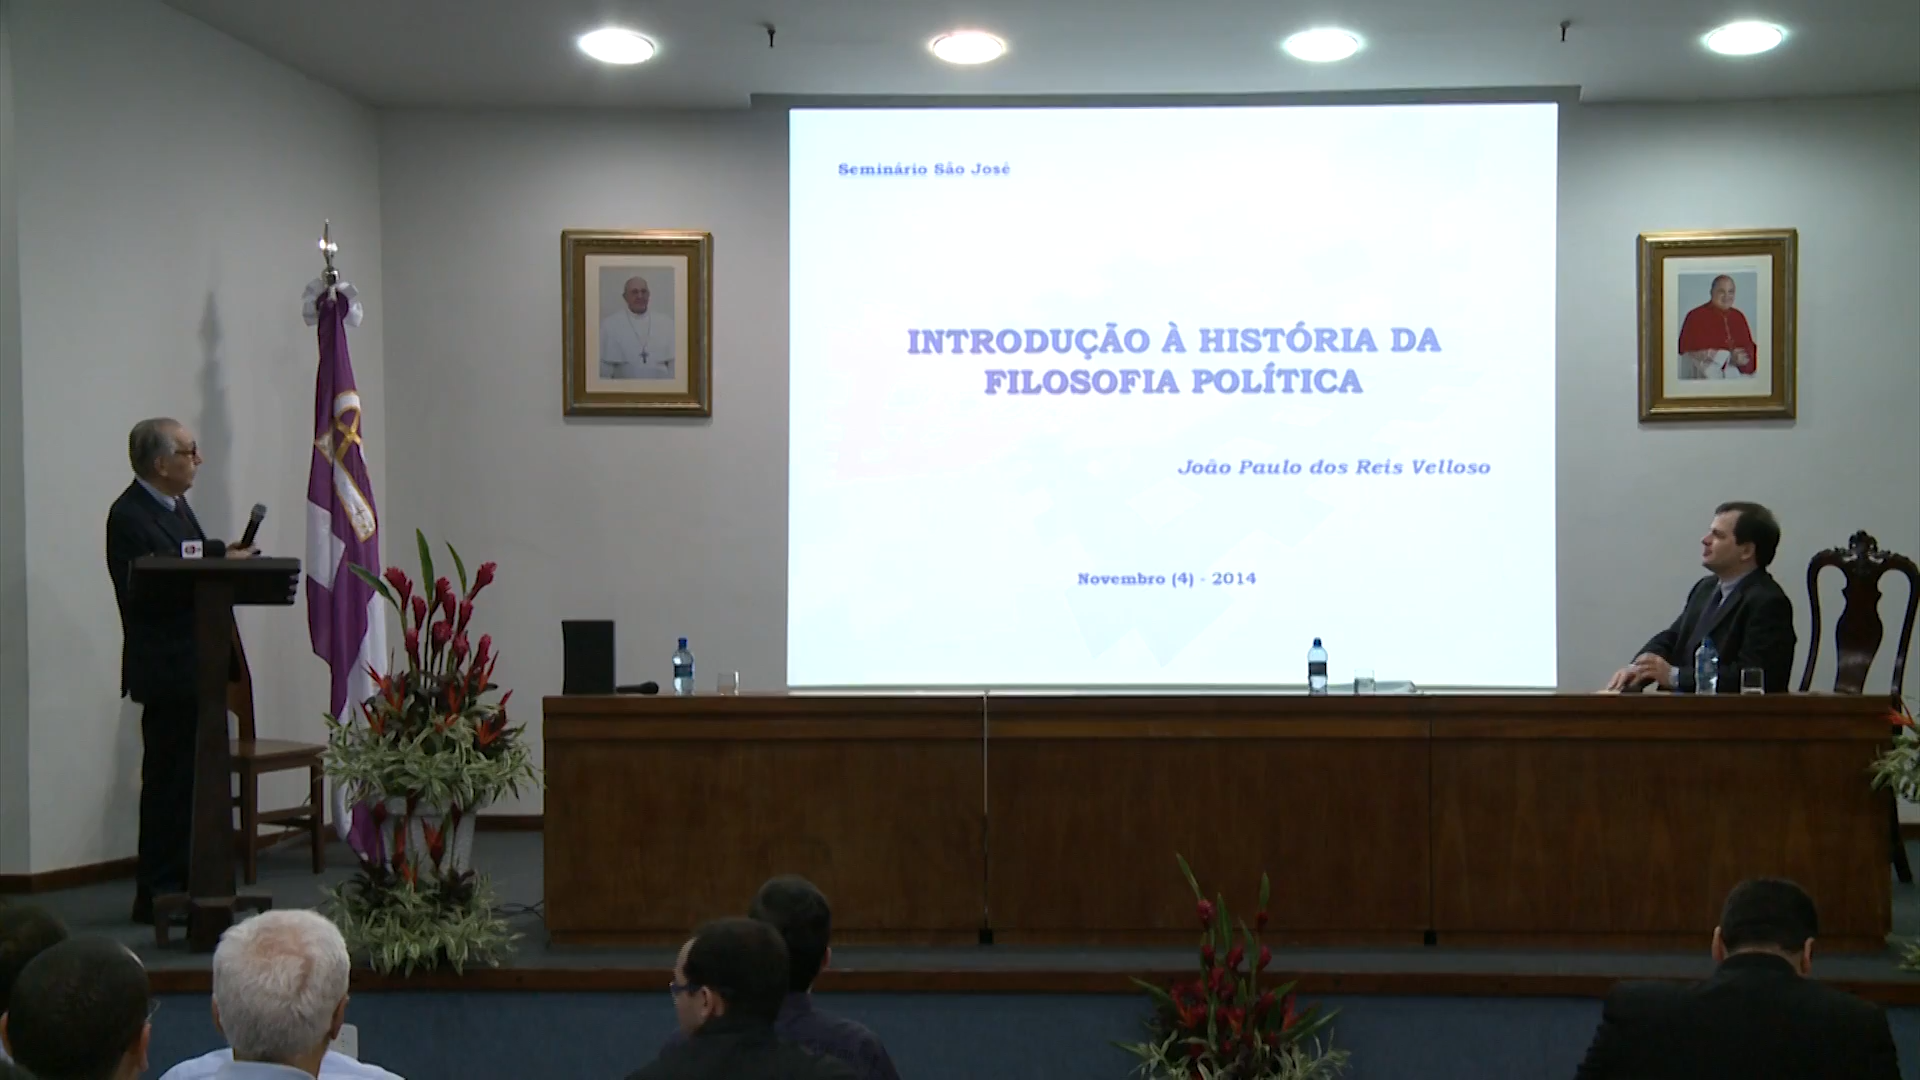 Seminário São José
INTRODUÇÃO À HISTÓRIA DA
FILOSOFIA POLÍTICA
João Paulo dos Reis Velloso
Novembro (4) - 2014